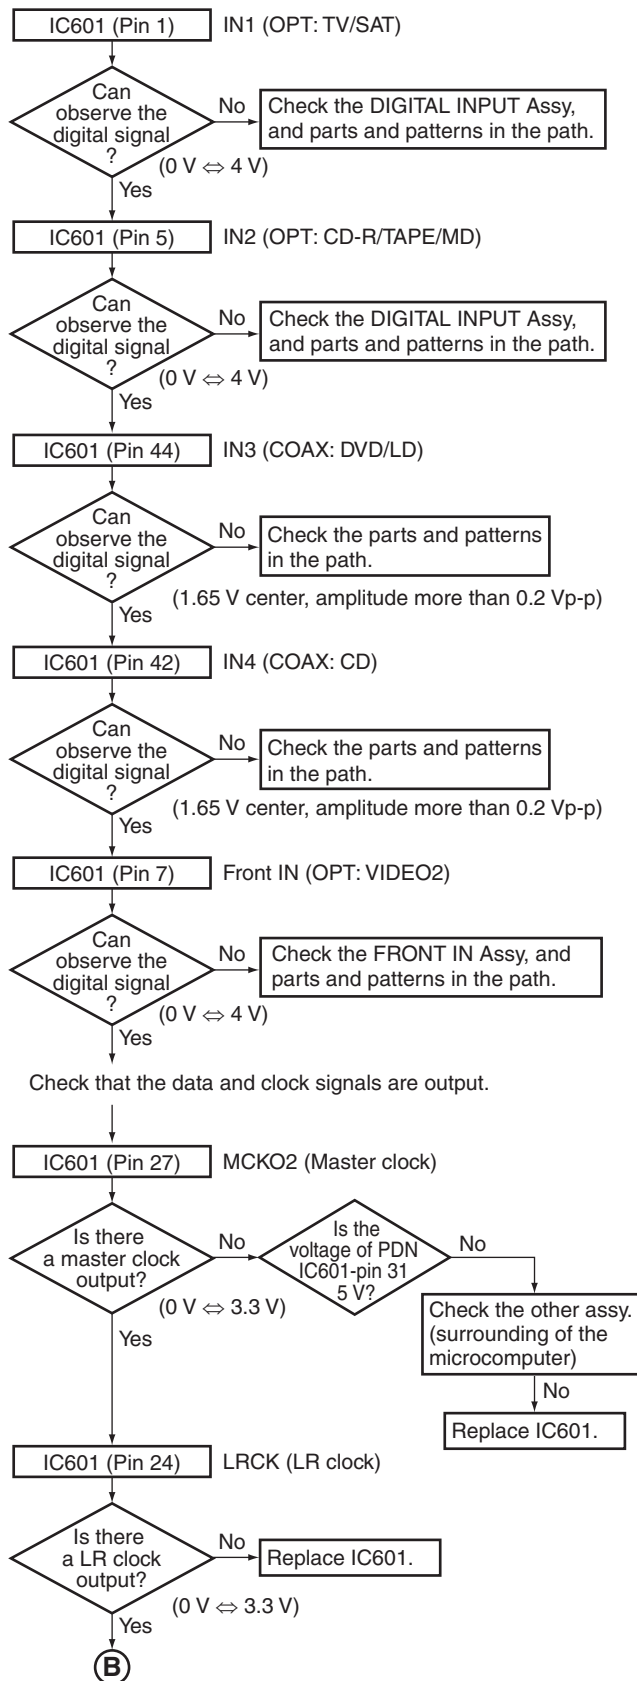 IC601 (Pin 1)
IN1 (OPT: TV/SAT)
Can
observe the
digital signal
?
No
Check the DIGITAL INPUT Assy,
and parts and patterns in the path.
(0 V ⇔ 4 V)
Yes
IC601 (Pin 5)
IN2 (OPT: CD-R/TAPE/MD)
Can
observe the
digital signal
?
No
Check the DIGITAL INPUT Assy,
and parts and patterns in the path.
(0 V ⇔ 4 V)
Yes
IC601 (Pin 44)
IN3 (COAX: DVD/LD)
Can
observe the
digital signal
?
No
Check the parts and patterns
in the path.
(1.65 V center, amplitude more than 0.2 Vp-p)
Yes
IC601 (Pin 42)
IN4 (COAX: CD)
Can
observe the
digital signal
?
No
Check the parts and patterns
in the path.
(1.65 V center, amplitude more than 0.2 Vp-p)
Yes
IC601 (Pin 7)
Front IN (OPT: VIDEO2)
Can
observe the
digital signal
?
No
Check the FRONT IN Assy, and
parts and patterns in the path.
(0 V ⇔ 4 V)
Yes
Check that the data and clock signals are output.
IC601 (Pin 27)
MCKO2 (Master clock)
Is there
a master clock
output?
No
Is the
voltage of PDN
IC601-pin 31
5 V?
No
(0 V ⇔ 3.3 V)
Yes
Check the other assy.
(surrounding of the
microcomputer)
No
Replace IC601.
IC601 (Pin 24)
LRCK (LR clock)
Is there
a LR clock
output?
No
Replace IC601.
(0 V ⇔ 3.3 V)
Yes
B